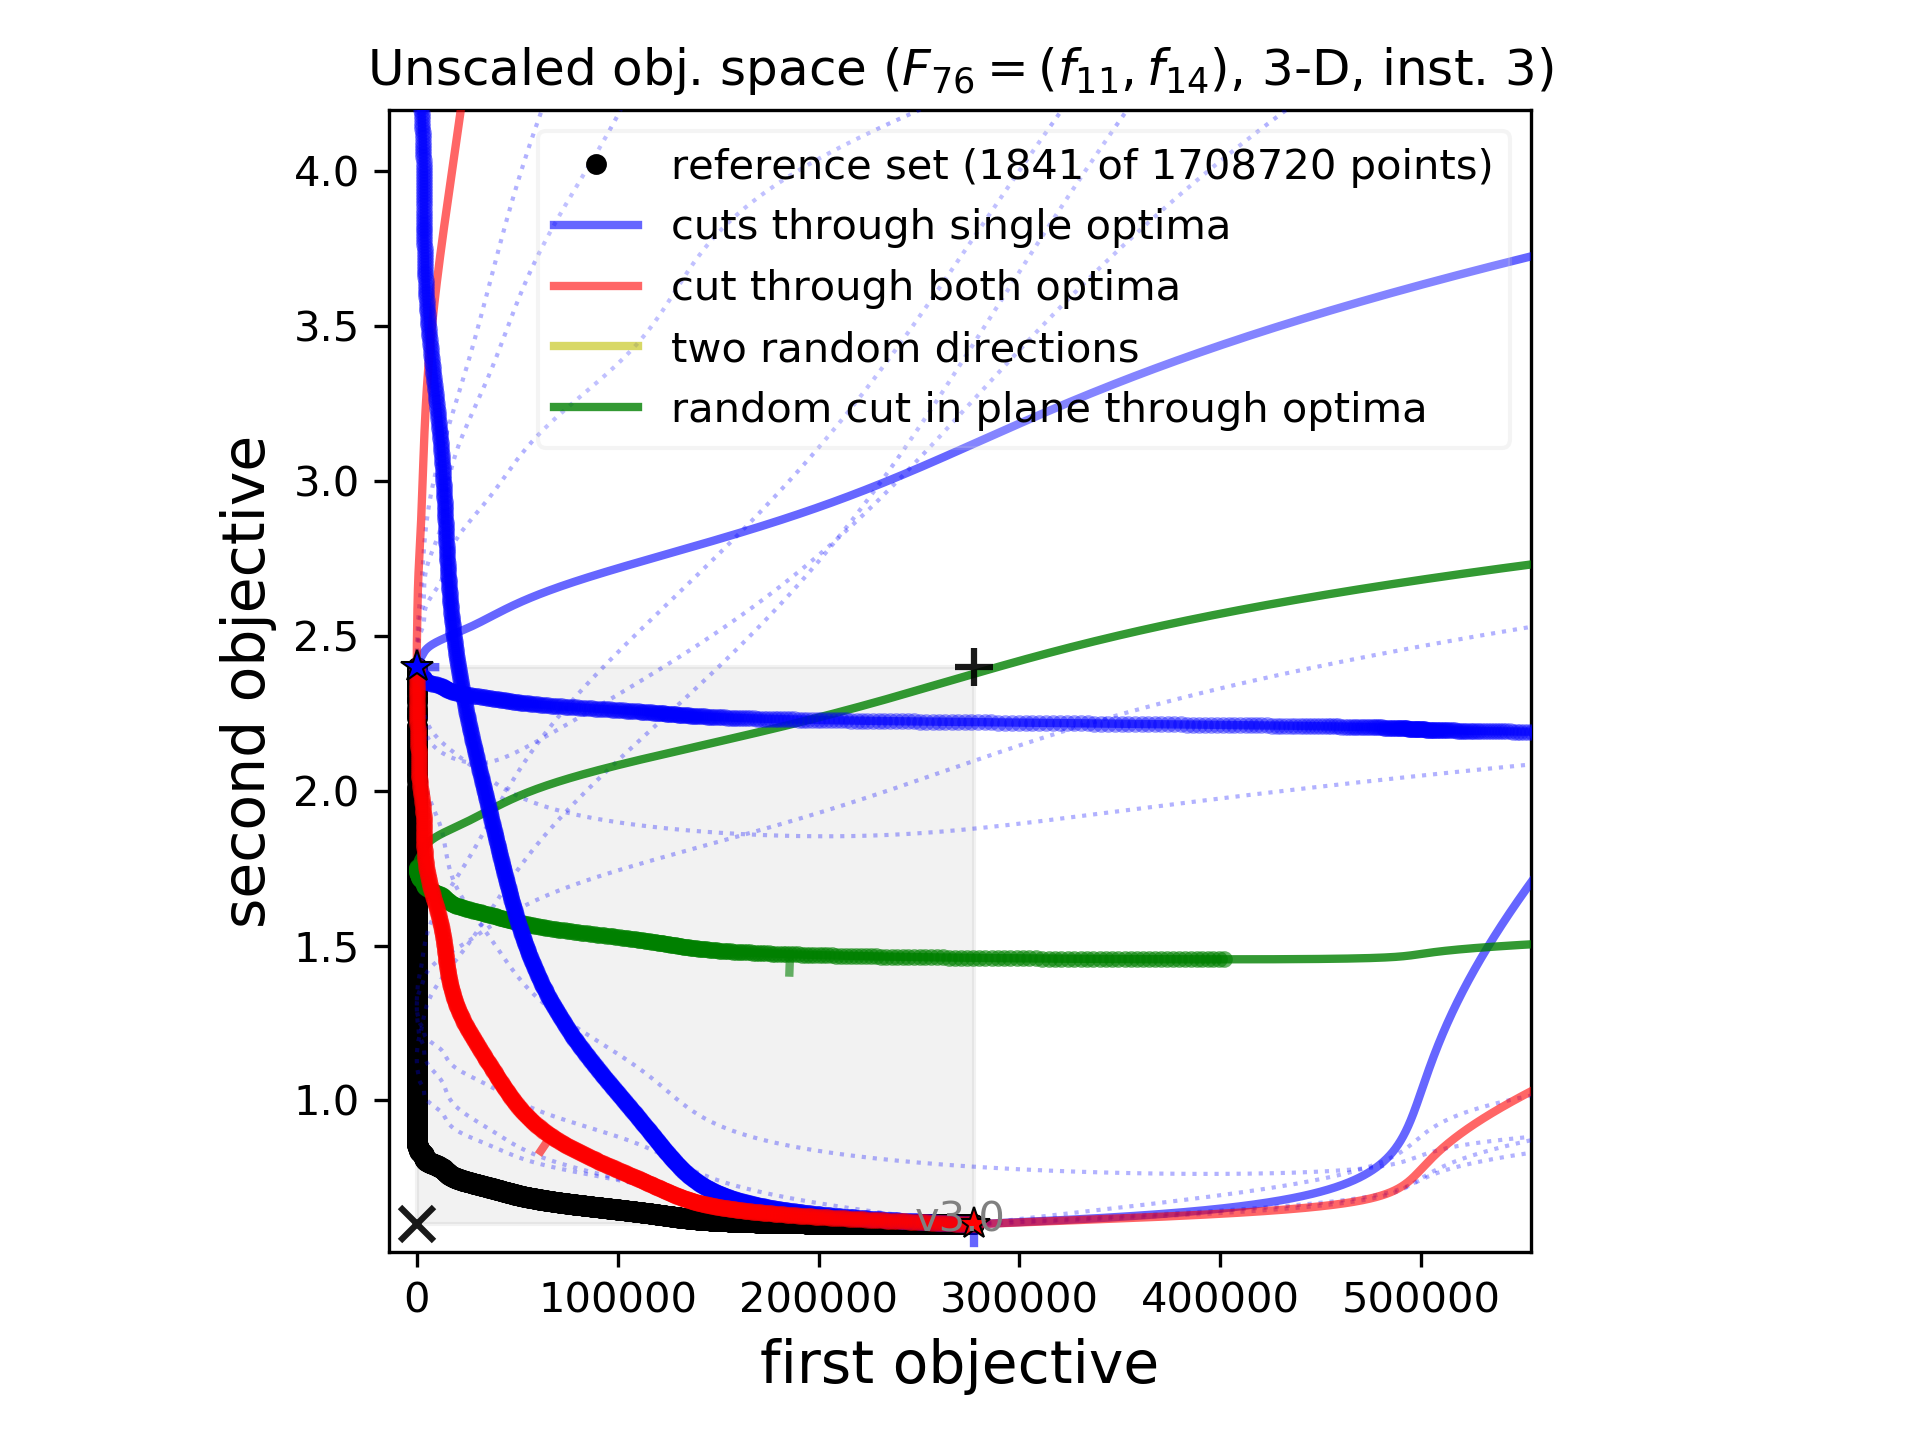 Unscaled obj. space (F₇₆ = (f₁₁, f₁₄), 3-D, inst. 3)
reference set (1841 of 1708720 points)
cuts through single optima
cut through both optima
two random directions
random cut in plane through optima
second objective
4.0
3.5
3.0
2.5
2.0
1.5
1.0
v3.0
0
100000
200000
300000
400000
500000
first objective